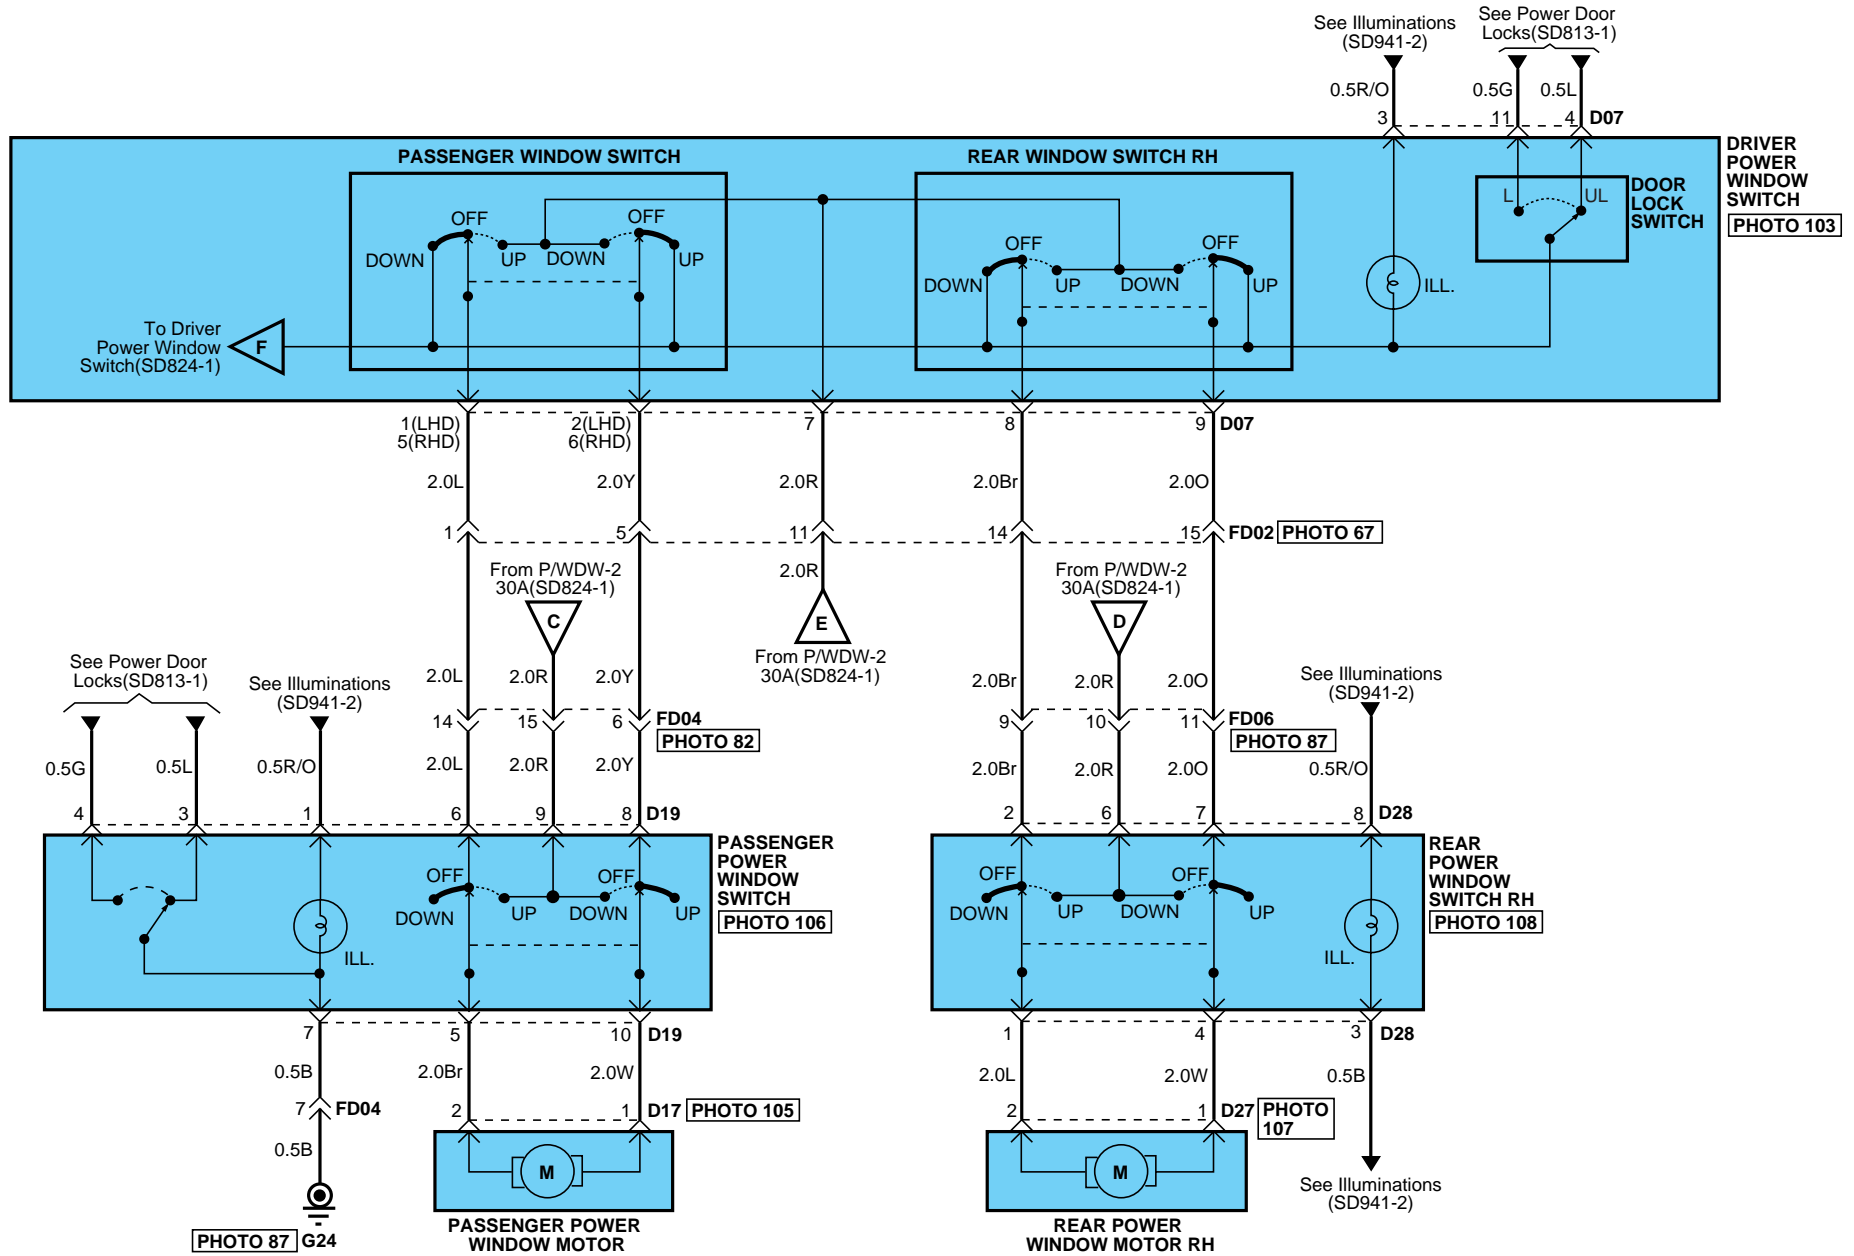 See Illuminations
(SD941-2)
See Power Door
Locks(SD813-1)
0.5R/O
0.5G
0.5L
3
11
4
D07
DRIVER
POWER
WINDOW
SWITCH
PHOTO 103
PASSENGER WINDOW SWITCH
REAR WINDOW SWITCH RH
DOOR
LOCK
SWITCH
L
UL
OFF
OFF
DOWN
UP
DOWN
UP
OFF
OFF
DOWN
UP
DOWN
UP
ILL.
To Driver
Power Window
Switch(SD824-1)
F
1(LHD)
5(RHD)
2(LHD)
6(RHD)
7
8
9
D07
2.0L
2.0Y
2.0R
2.0Br
2.0O
1
5
11
14
15
FD02
PHOTO 67
From P/WDW-2
30A(SD824-1)
C
2.0R
E
From P/WDW-2
30A(SD824-1)
From P/WDW-2
30A(SD824-1)
D
See Power Door
Locks(SD813-1)
See Illuminations
(SD941-2)
2.0L
2.0R
2.0Y
2.0Br
2.0R
2.0O
See Illuminations
(SD941-2)
14
15
6
FD04
PHOTO 82
9
10
11
FD06
PHOTO 87
0.5G
0.5L
0.5R/O
2.0L
2.0R
2.0Y
2.0Br
2.0R
2.0O
0.5R/O
4
3
1
6
9
8
D19
2
6
7
8
D28
PASSENGER
POWER
WINDOW
SWITCH
PHOTO 106
OFF
OFF
DOWN
UP
DOWN
UP
ILL.
REAR
POWER
WINDOW
SWITCH RH
PHOTO 108
OFF
OFF
DOWN
UP
DOWN
UP
ILL.
7
5
10
D19
1
4
3
D28
0.5B
2.0Br
2.0W
2.0L
2.0W
0.5B
7
FD04
2
1
D17
PHOTO 105
2
1
D27
PHOTO
107
0.5B
M
M
See Illuminations
(SD941-2)
PHOTO 87
G24
PASSENGER POWER
WINDOW MOTOR
REAR POWER
WINDOW MOTOR RH